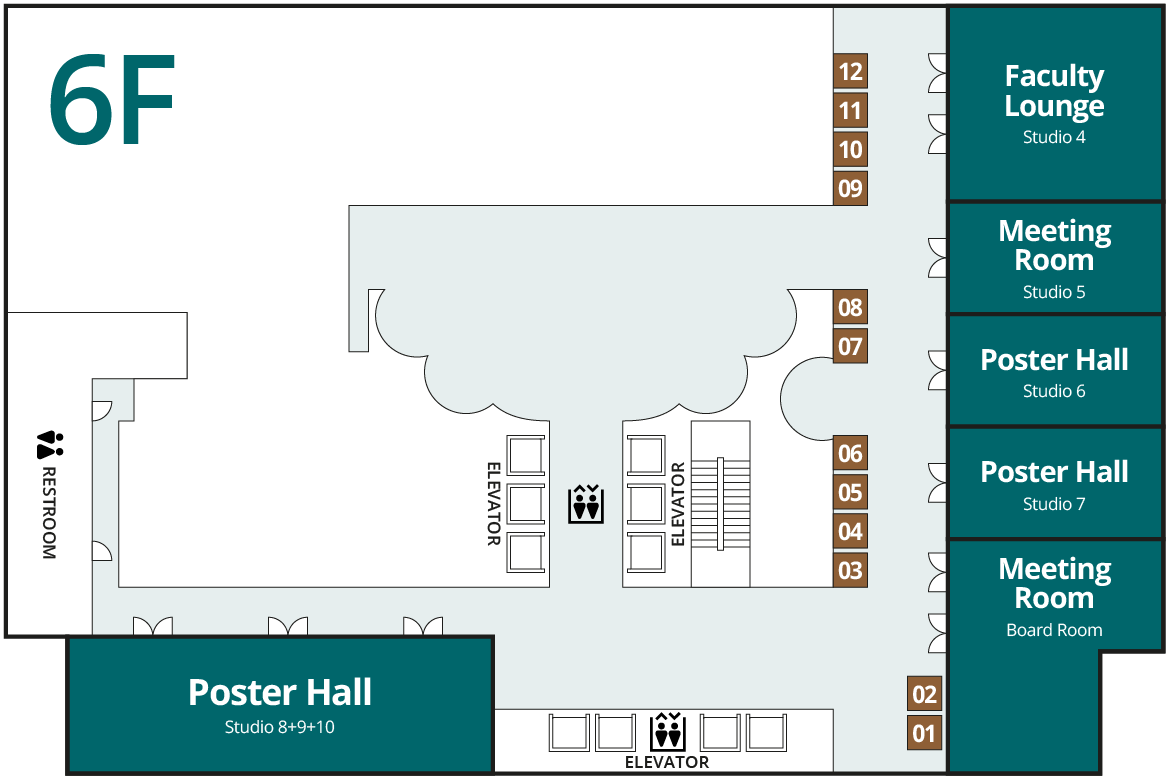 6F
12
11
10
09
Faculty
Lounge
Studio 4
Meeting
Room
Studio 5
08
07
Poster Hall
Studio 6
06
05
04
03
Poster Hall
Studio 7
RESTROOM
ELEVATOR
ELEVATOR
Meeting
Room
Board Room
Poster Hall
Studio 8+9+10
02
01
ELEVATOR